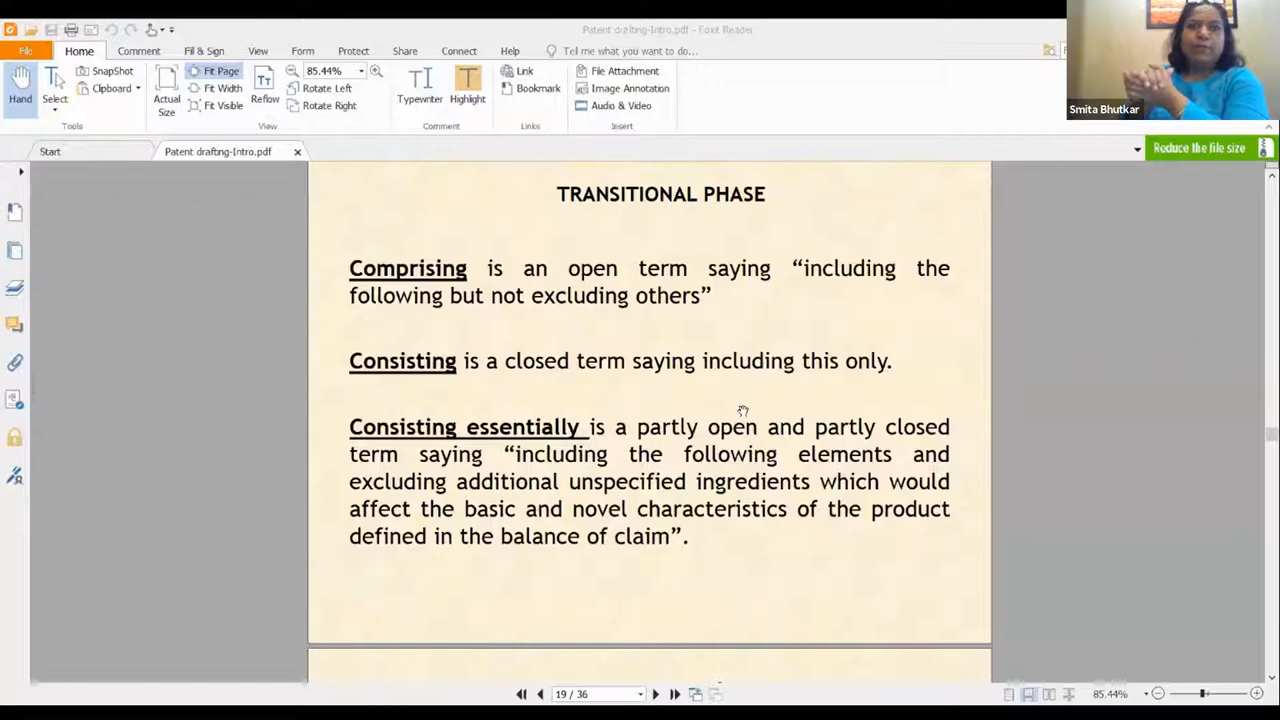 Patent drafting-Intro.pdf - Foxit Reader
File Home Comment Fill & Sign View Form Protect Share Connect Help Tell me what you want to do...
Hand
Select
SnapShot
Clipboard
Actual Size
Fit Page
Fit Width
Fit Visible
Reflow
85.44%
Rotate Left
Rotate Right
Typewriter
Highlight
Link
Bookmark
File Attachment
Image Annotation
Audio & Video
Tools View Comment Links Insert
Smita Bhutkar
Start Patent drafting-Intro.pdf
Reduce the file size
TRANSITIONAL PHASE
Comprising is an open term saying “including the
following but not excluding others”
Consisting is a closed term saying including this only.
Consisting essentially is a partly open and partly closed
term saying “including the following elements and
excluding additional unspecified ingredients which would
affect the basic and novel characteristics of the product
defined in the balance of claim”.
19 / 36
85.44%